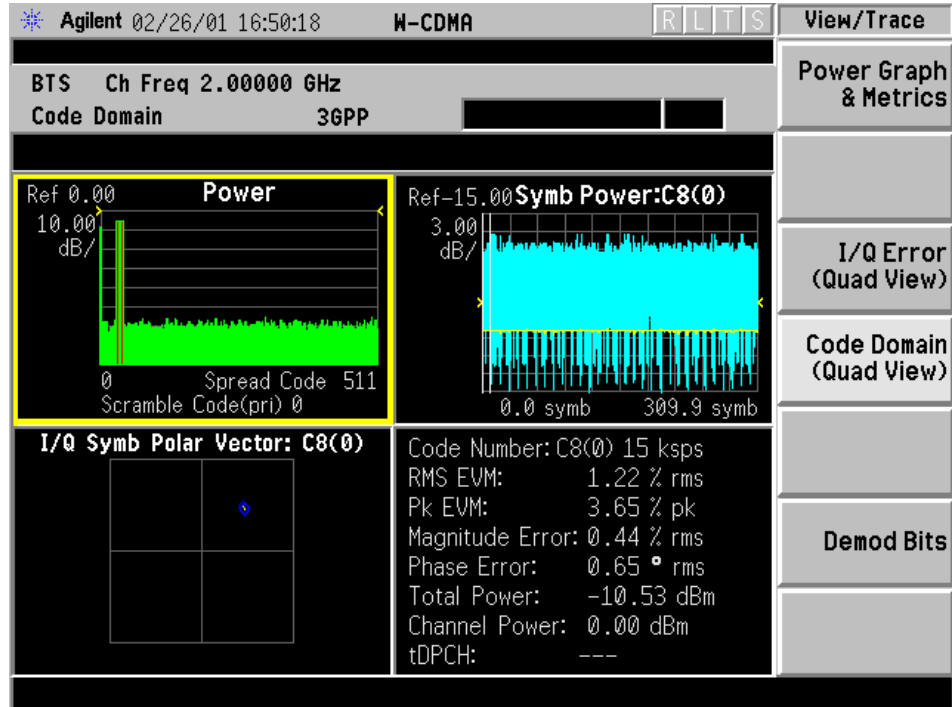 Agilent 02/26/01 16:50:18 W-CDMA R L T S View/Trace
BTS Ch Freq 2.00000 GHz
Code Domain 3GPP
Power Graph
& Metrics
I/Q Error
(Quad View)
Code Domain
(Quad View)
Demod Bits
Ref 0.00 Power
10.00
dB/
0 Spread Code 511
Scramble Code(pri) 0
Ref-15.00 Symb Power:C8(0)
3.00
dB/
0.0 symb 309.9 symb
I/Q Symb Polar Vector: C8(0)
Code Number: C8(0) 15 ksps
RMS EVM: 1.22 % rms
Pk EVM: 3.65 % pk
Magnitude Error: 0.44 % rms
Phase Error: 0.65 ° rms
Total Power: -10.53 dBm
Channel Power: 0.00 dBm
tDPCH: ---